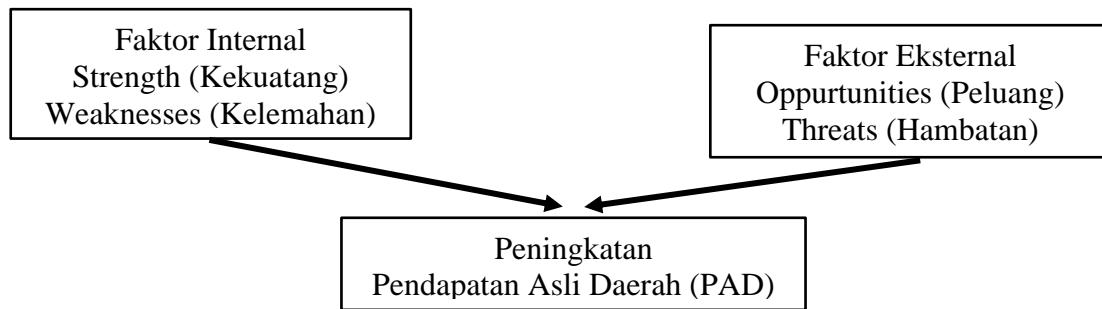 Faktor Internal
Strength (Kekuatang)
Weaknesses (Kelemahan)
Faktor Eksternal
Oppurtunities (Peluang)
Threats (Hambatan)
Peningkatan
Pendapatan Asli Daerah (PAD)